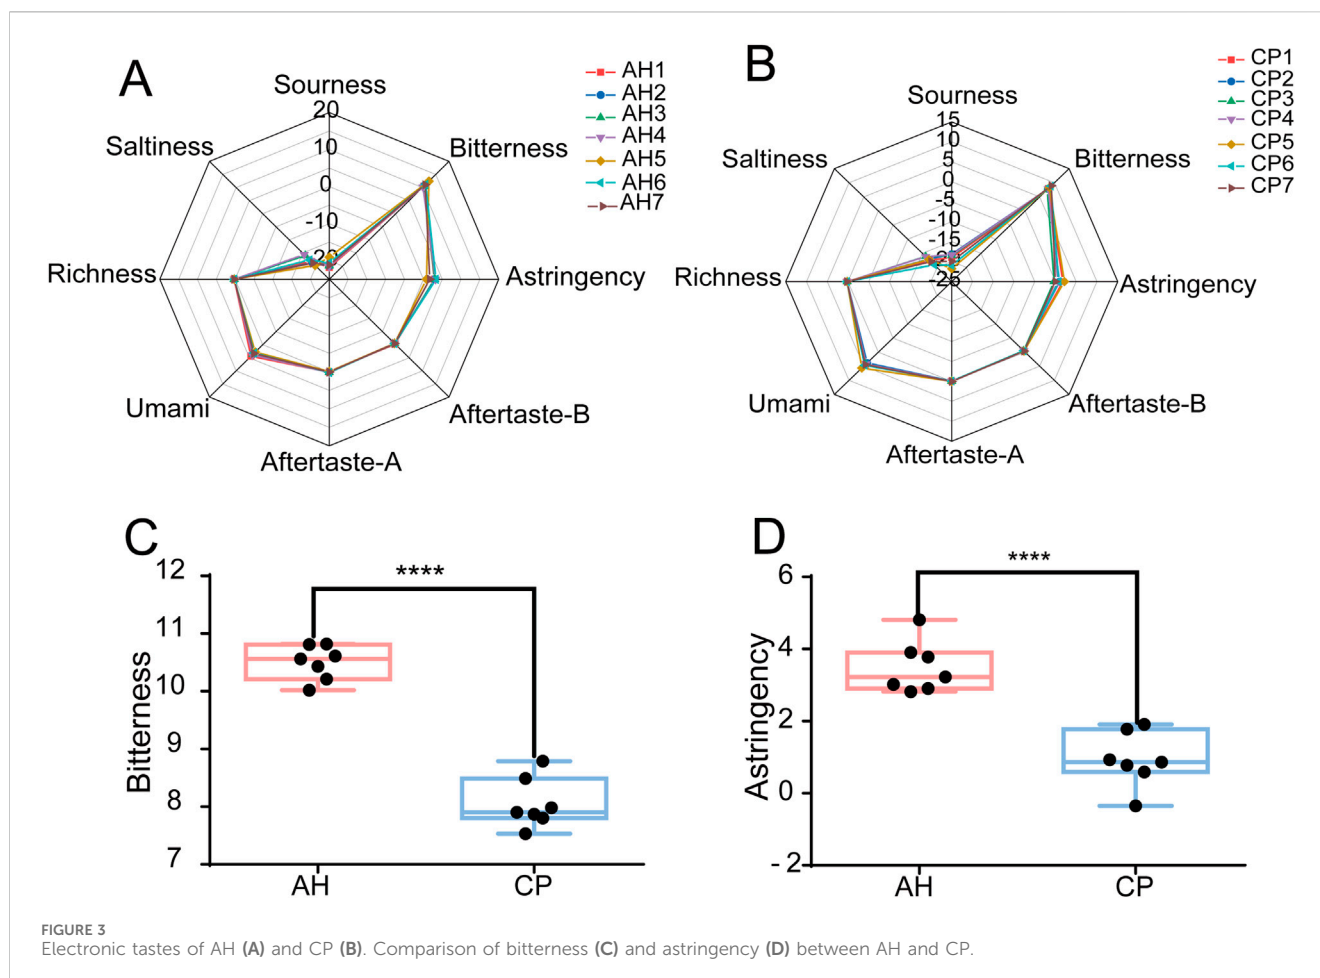 A
Sourness
20
10
0
-10
-20
Saltiness
Bitterness
Richness
Astringency
Umami
Aftertaste-B
Aftertaste-A
AH1
AH2
AH3
AH4
AH5
AH6
AH7
B
Sourness
15
10
5
0
-5
-10
-15
-20
-25
Saltiness
Bitterness
Richness
Astringency
Umami
Aftertaste-B
Aftertaste-A
CP1
CP2
CP3
CP4
CP5
CP6
CP7
C
****
Bitterness
12
11
10
9
8
7
AH CP
D
****
Astringency
6
4
2
0
-2
AH CP
FIGURE 3
Electronic tastes of AH (A) and CP (B). Comparison of bitterness (C) and astringency (D) between AH and CP.